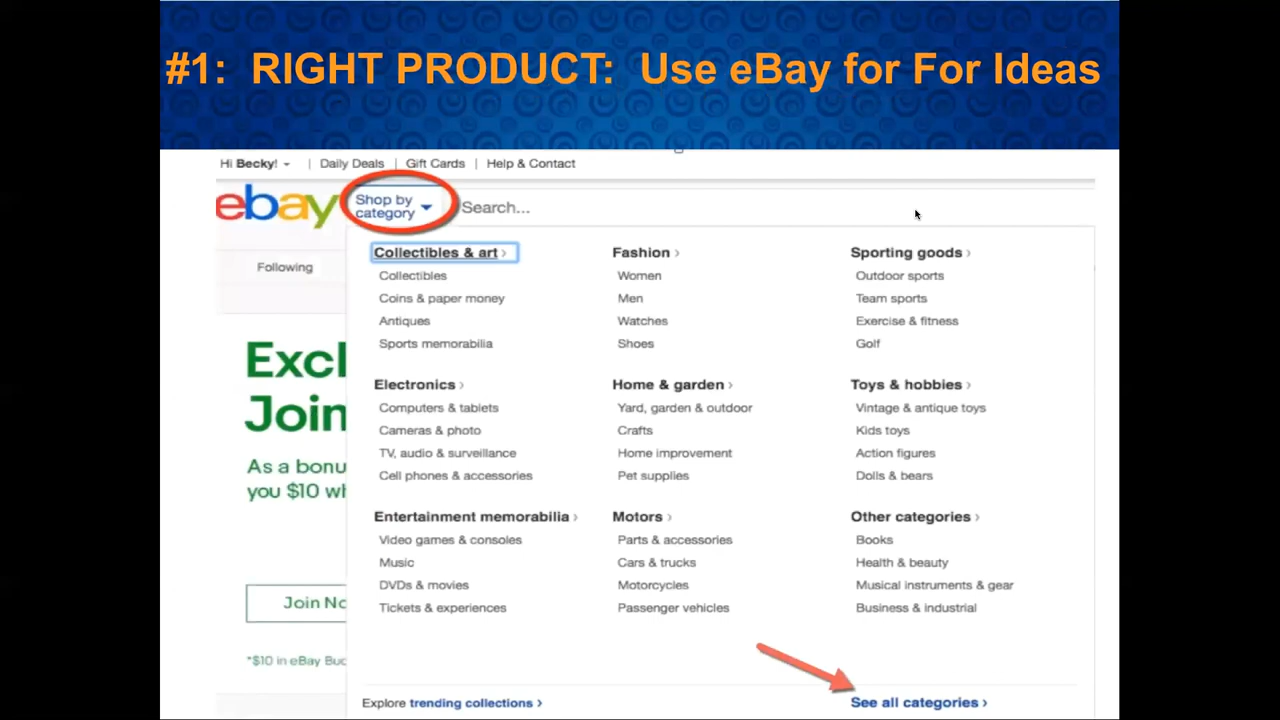 #1: RIGHT PRODUCT: Use eBay for For Ideas
Hi Becky! | Daily Deals | Gift Cards | Help & Contact
ebay
Shop by
category
Search...
Following
Collectibles & art ›
Collectibles
Coins & paper money
Antiques
Sports memorabilia
Fashion ›
Women
Men
Watches
Shoes
Sporting goods ›
Outdoor sports
Team sports
Exercise & fitness
Golf
Electronics ›
Computers & tablets
Cameras & photo
TV, audio & surveillance
Cell phones & accessories
Home & garden ›
Yard, garden & outdoor
Crafts
Home improvement
Pet supplies
Toys & hobbies ›
Vintage & antique toys
Kids toys
Action figures
Dolls & bears
Entertainment memorabilia ›
Video games & consoles
Music
DVDs & movies
Tickets & experiences
Motors ›
Parts & accessories
Cars & trucks
Motorcycles
Passenger vehicles
Other categories ›
Books
Health & beauty
Musical instruments & gear
Business & industrial
Excl
Join
As a bonu
you $10 wh
Join No
*$10 in eBay Buc
Explore trending collections ›
See all categories ›